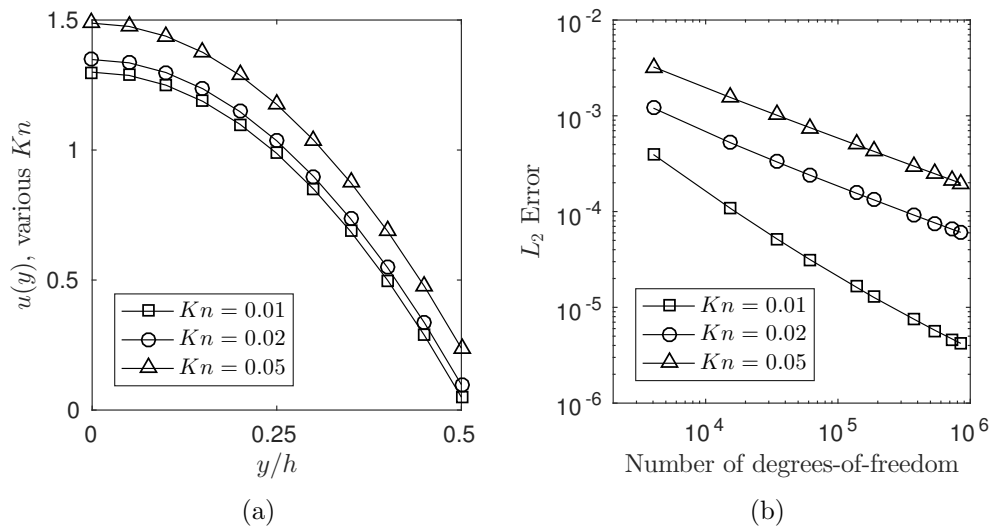 1.5
1
0.5
0
0
0.25
0.5
u(y), various Kn
y/h
Kn = 0.01
Kn = 0.02
Kn = 0.05
(a)
10^-2
10^-3
10^-4
10^-5
10^-6
10^4
10^5
10^6
L_2 Error
Number of degrees-of-freedom
Kn = 0.01
Kn = 0.02
Kn = 0.05
(b)